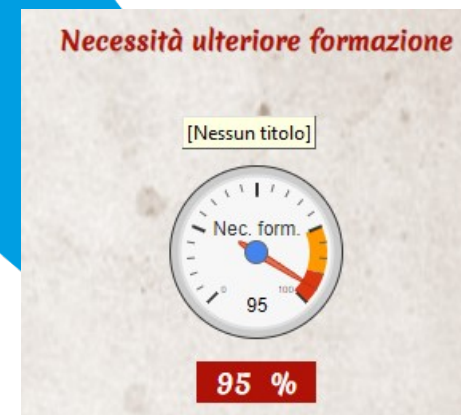 Necessità ulteriore formazione
[Nessun titolo]
Nec. form.
0 100
95
95 %